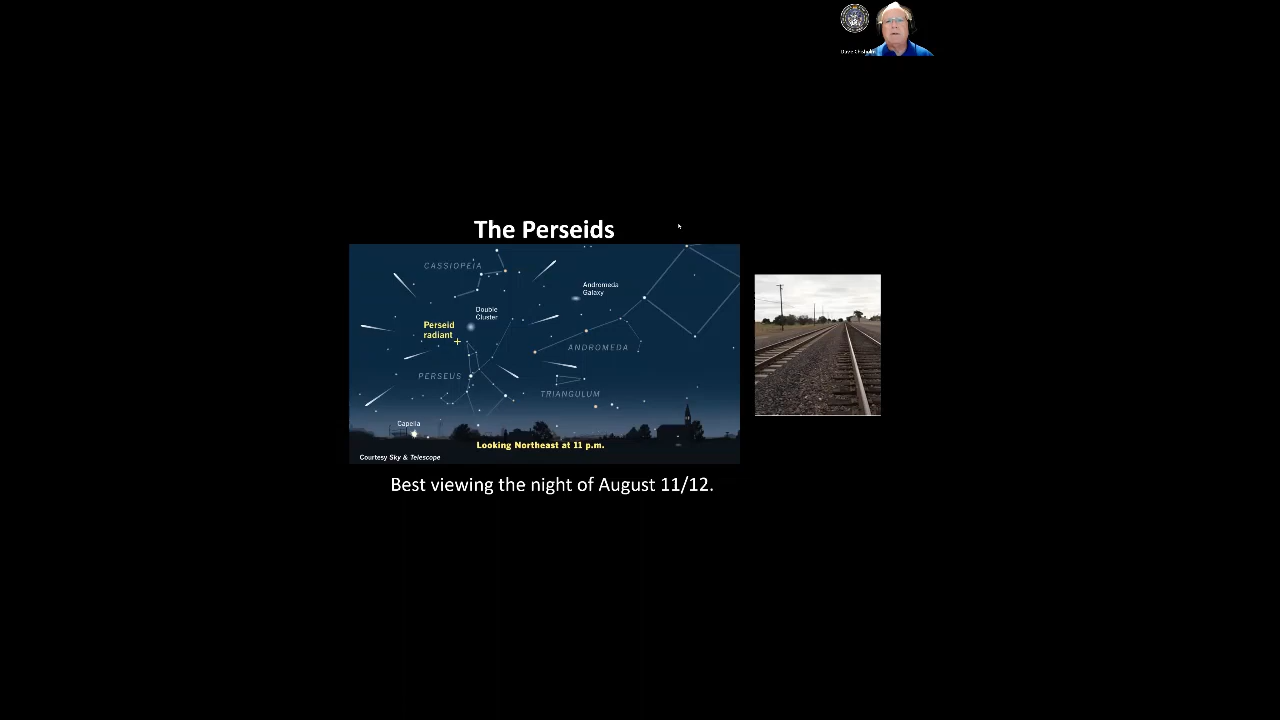 The Perseids
CASSIOPEIA
Andromeda
Galaxy
Double
Cluster
Perseid
radiant
ANDROMEDA
PERSEUS
TRIANGULUM
Capella
Looking Northeast at 11 p.m.
Courtesy Sky & Telescope
Best viewing the night of August 11/12.